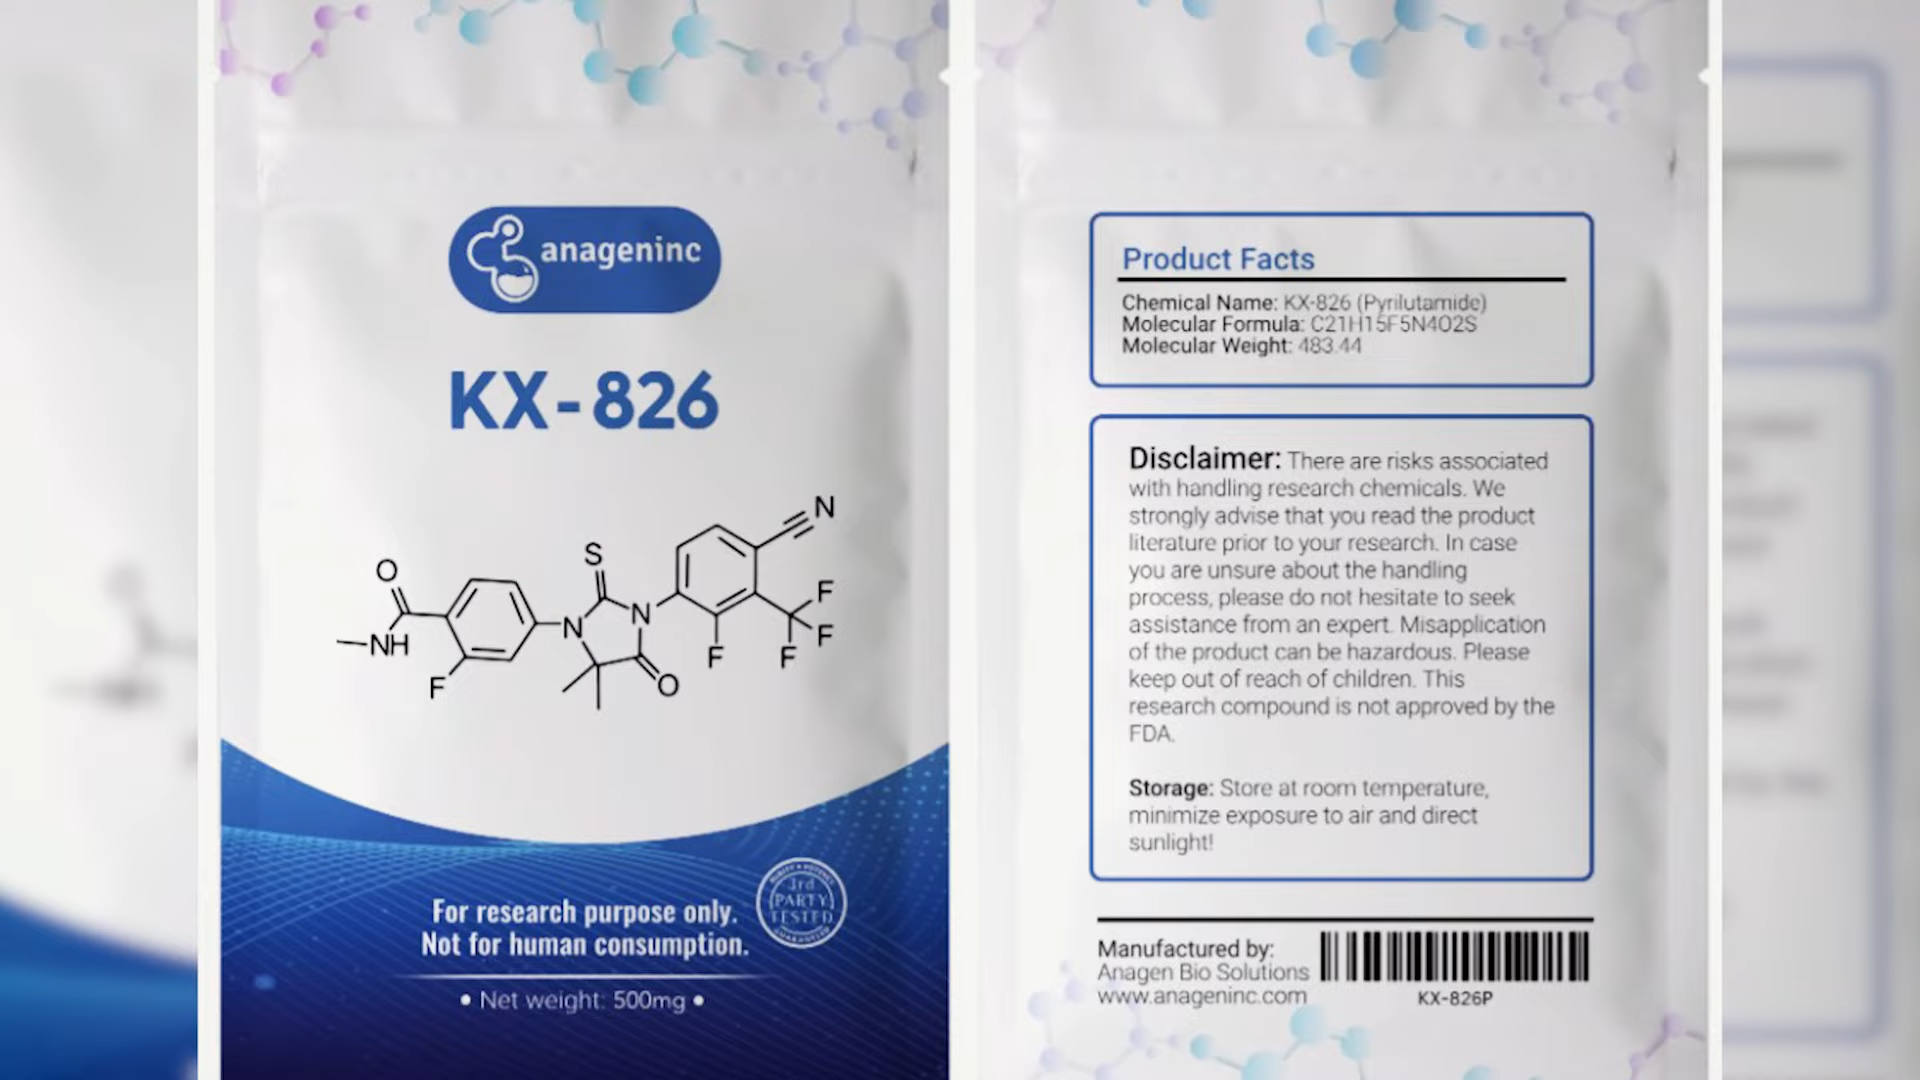 anageninc
KX-826
N
S
O
F
N
N
F
NH
F
F
F
O
For research purpose only.
Not for human consumption.
3rd
PARTY
TESTED
• Net weight: 500mg •
Product Facts
Chemical Name: KX-826 (Pyrilutamide)
Molecular Formula: C21H15F5N4O2S
Molecular Weight: 483.44
Disclaimer: There are risks associated
with handling research chemicals. We
strongly advise that you read the product
literature prior to your research. In case
you are unsure about the handling
process, please do not hesitate to seek
assistance from an expert. Misapplication
of the product can be hazardous. Please
keep out of reach of children. This
research compound is not approved by the
FDA.
Storage: Store at room temperature,
minimize exposure to air and direct
sunlight!
Manufactured by:
Anagen Bio Solutions
www.anageninc.com
KX-826P